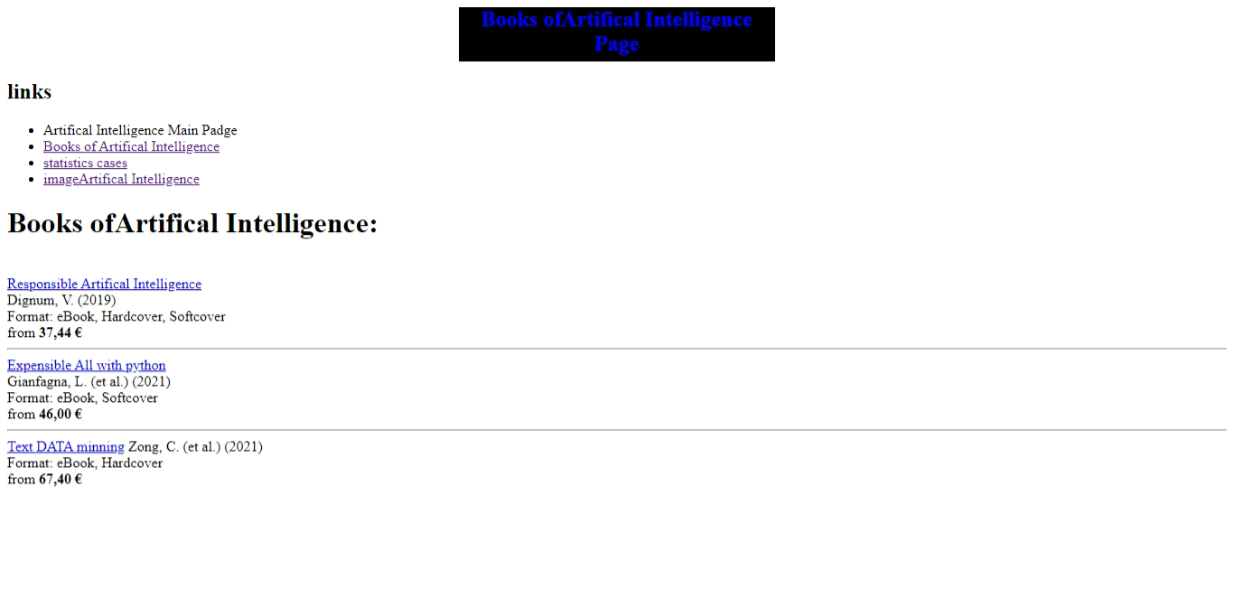 Books ofArtifical Intelligence
Page
links
Artifical Intelligence Main Padge
Books of Artifical Intelligence
statistics cases
imageArtifical Intelligence
Books ofArtifical Intelligence:
Responsible Artifical Intelligence
Dignum, V. (2019)
Format: eBook, Hardcover, Softcover
from 37,44 €
Expensible All with python
Gianfagna, L. (et al.) (2021)
Format: eBook, Softcover
from 46,00 €
Text DATA minning Zong, C. (et al.) (2021)
Format: eBook, Hardcover
from 67,40 €